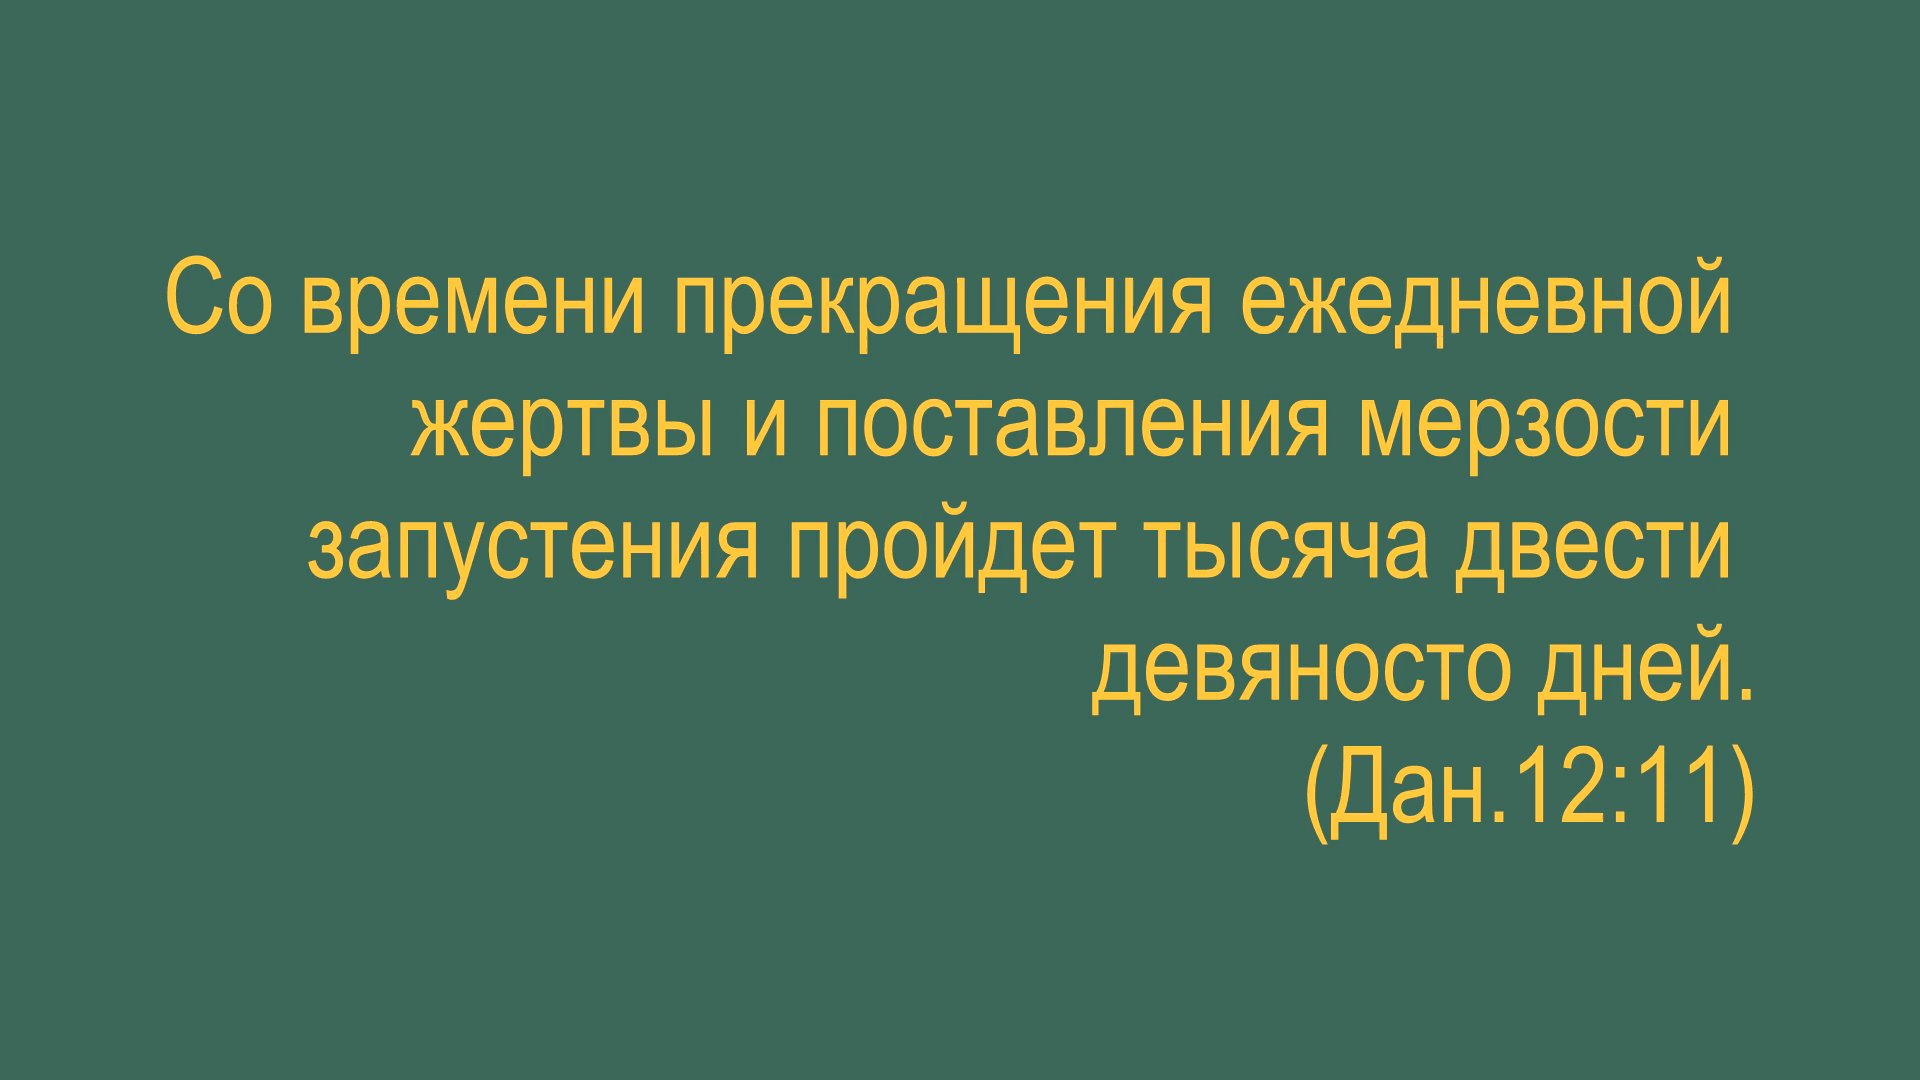 Со времени прекращения ежедневной
жертвы и поставления мерзости
запустения пройдет тысяча двести
девяносто дней.
(Дан.12:11)